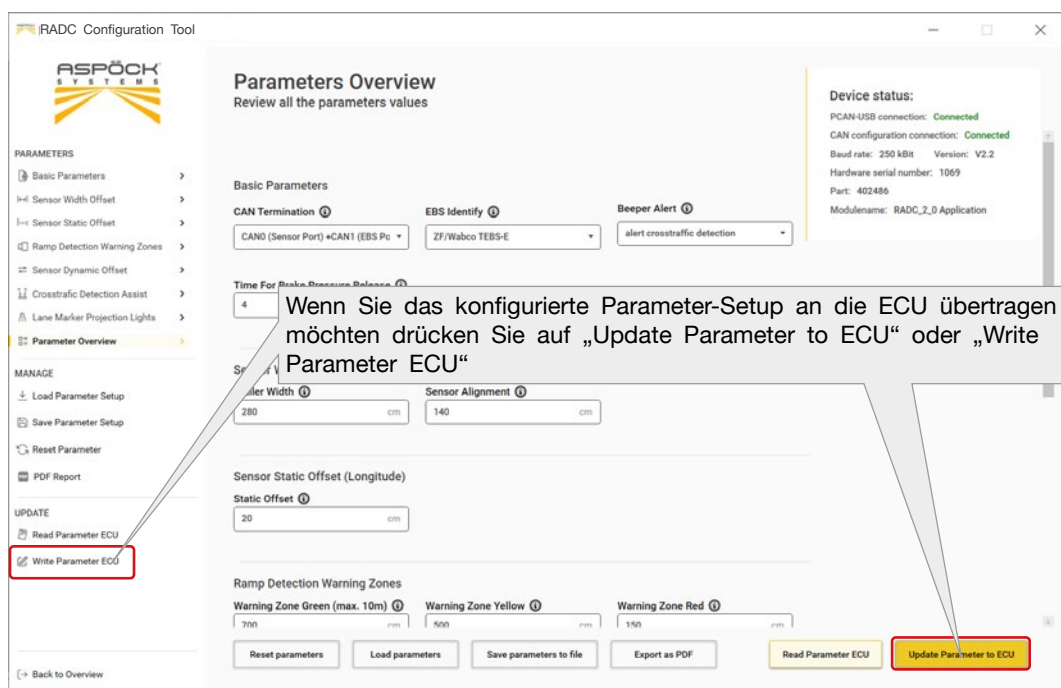 RADC Configuration Tool
ASPÖCK
SYSTEMS
PARAMETERS
Basic Parameters
Sensor Width Offset
Sensor Static Offset
Ramp Detection Warning Zones
Sensor Dynamic Offset
Crosstrafic Detection Assist
Lane Marker Projection Lights
Parameter Overview
MANAGE
Load Parameter Setup
Save Parameter Setup
Reset Parameter
PDF Report
UPDATE
Read Parameter ECU
Write Parameter ECU
Back to Overview
Parameters Overview
Review all the parameters values
Device status:
PCAN-USB connection: Connected
CAN configuration connection: Connected
Baud rate: 250 kBit Version: V2.2
Hardware serial number: 1069
Part: 402486
Modulename: RADC_2_0 Application
Basic Parameters
CAN Termination EBS Identify Beeper Alert
CAN0 (Sensor Port) +CAN1 (EBS Po ZF/Wabco TEBS-E alert crosstraffic detection
Time For Brake Pressure Release
4
Wenn Sie das konfigurierte Parameter-Setup an die ECU übertragen
möchten drücken Sie auf „Update Parameter to ECU“ oder „Write
Parameter ECU“
Width Sensor Alignment
280 cm 140 cm
Sensor Static Offset (Longitude)
Static Offset
20 cm
Ramp Detection Warning Zones
Warning Zone Green (max. 10m) Warning Zone Yellow Warning Zone Red
700 cm 500 cm 150 cm
Reset parameters Load parameters Save parameters to file Export as PDF Read Parameter ECU Update Parameter to ECU